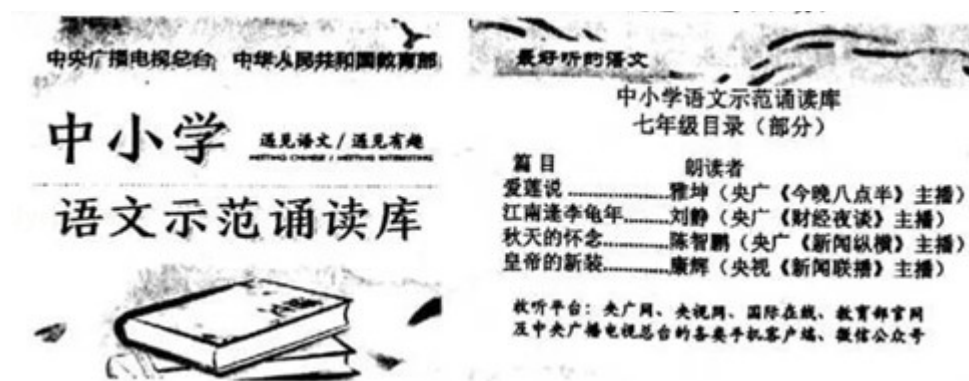 中央广播电视总台 中华人民共和国教育部
中小学
遇见语文/遇见有趣
MEETING CHINESE / MEETING INTERESTING
语文示范诵读库
最好听的语文
中小学语文示范诵读库
七年级目录（部分）
篇目 朗读者
爱莲说..............雅坤（央广《今晚八点半》主播）
江南逢李龟年......刘静（央广《财经夜谈》主播）
秋天的怀念.........陈智鹏（央广《新闻纵横》主播）
皇帝的新装.........康辉（央视《新闻联播》主播）
收听平台：央广网、央视网、国际在线、教育部官网
及中央广播电视总台的各类手机客户端、微信公众号